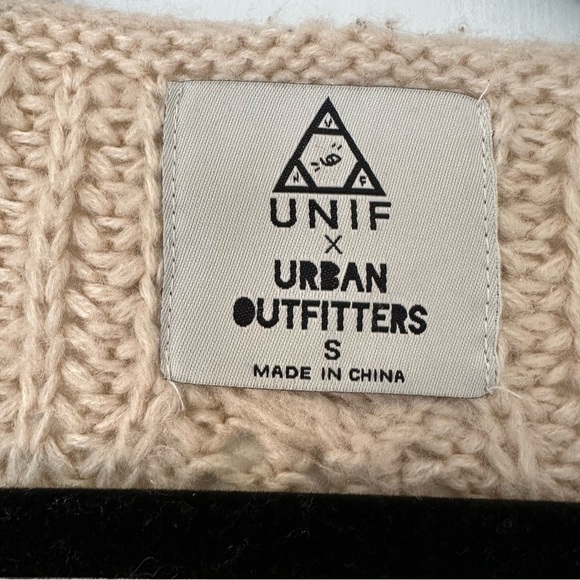 UNIF
X
URBAN
OUTFITTERS
S
MADE IN CHINA